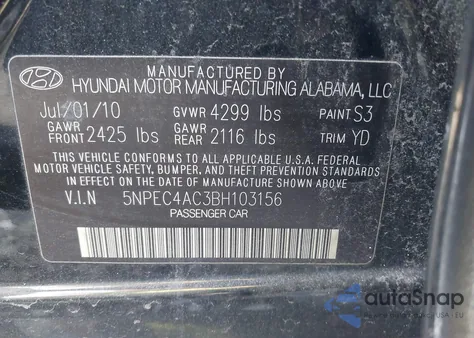 MANUFACTURED BY
HYUNDAI MOTOR MANUFACTURING ALABAMA, LLC
Jul/01/10 GVWR 4299 lbs PAINT S3
GAWR FRONT 2425 lbs GAWR REAR 2116 lbs TRIM YD
THIS VEHICLE CONFORMS TO ALL APPLICABLE U.S.A. FEDERAL
MOTOR VEHICLE SAFETY, BUMPER, AND THEFT PREVENTION
STANDARDS IN EFFECT ON THE DATE OF MANUFACTURE SHOWN ABOVE.
V.I.N 5NPEC4AC3BH103156
PASSENGER CAR
autoSnap